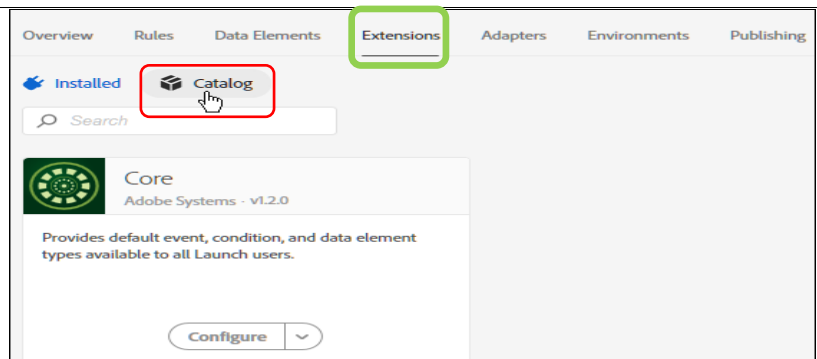 Overview Rules Data Elements Extensions Adapters Environments Publishing
Installed Catalog
Search
Core
Adobe Systems - v1.2.0
Provides default event, condition, and data element
types available to all Launch users.
Configure